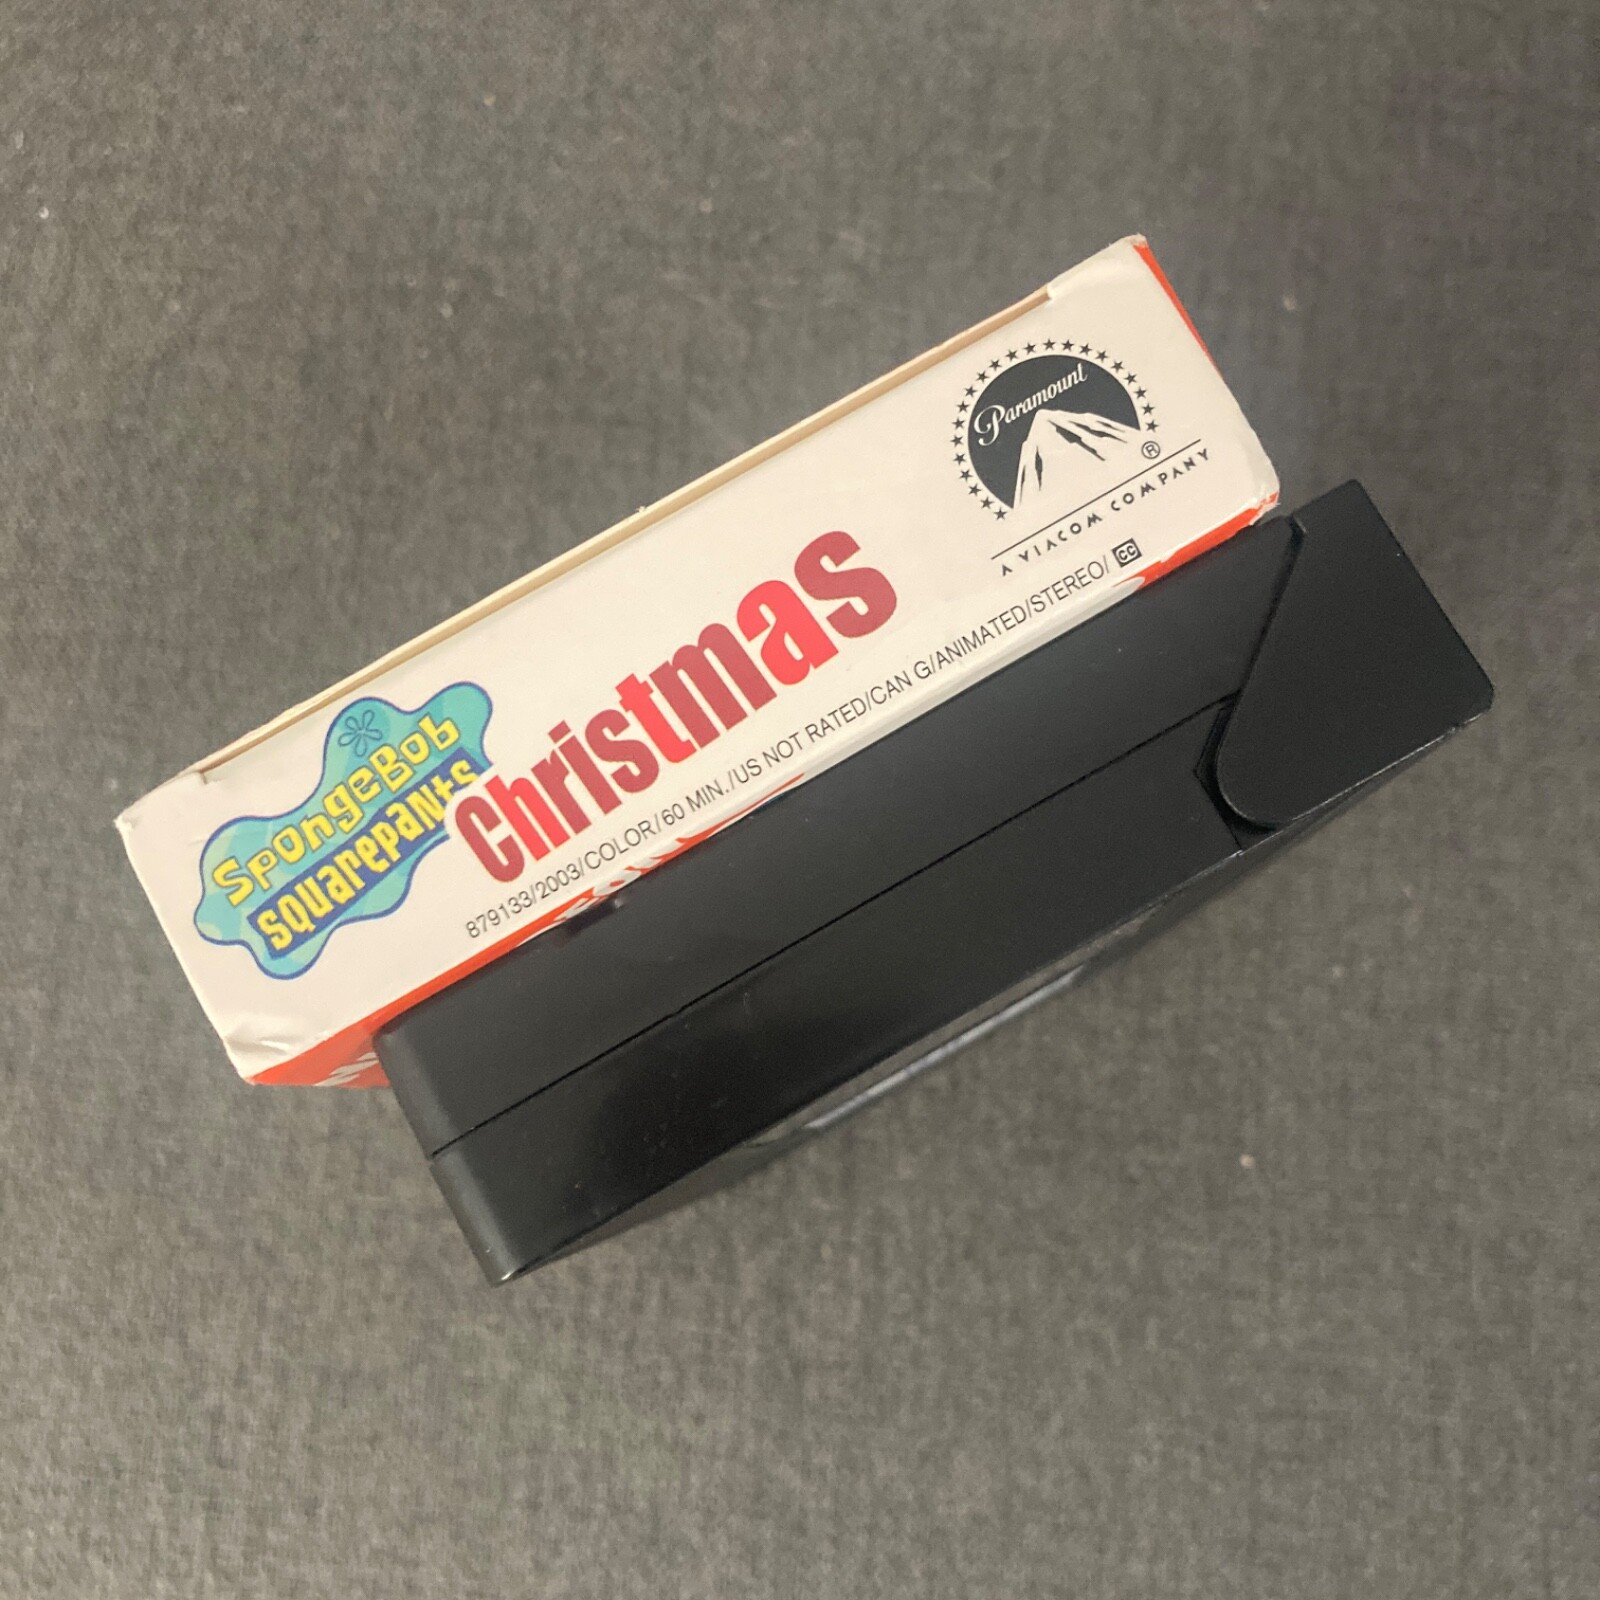 SpongeBob
SQUAREPANTS
Christmas
879133/2003/COLOR/60 MIN./US NOT RATED/CAN G/ANIMATED/STEREO/ CC
Paramount
®
A VIACOM COMPANY